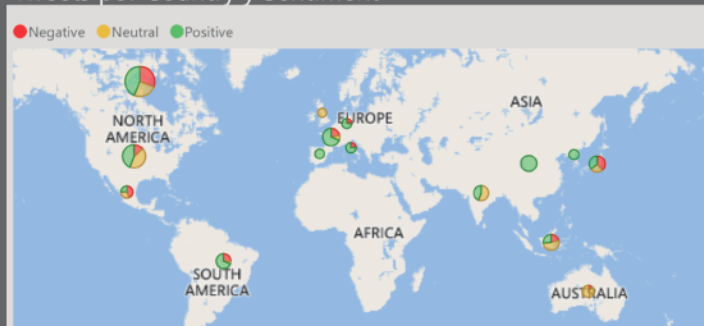 Negative Neutral Positive
NORTH
AMERICA
EUROPE
ASIA
AFRICA
SOUTH
AMERICA
AUSTRALIA